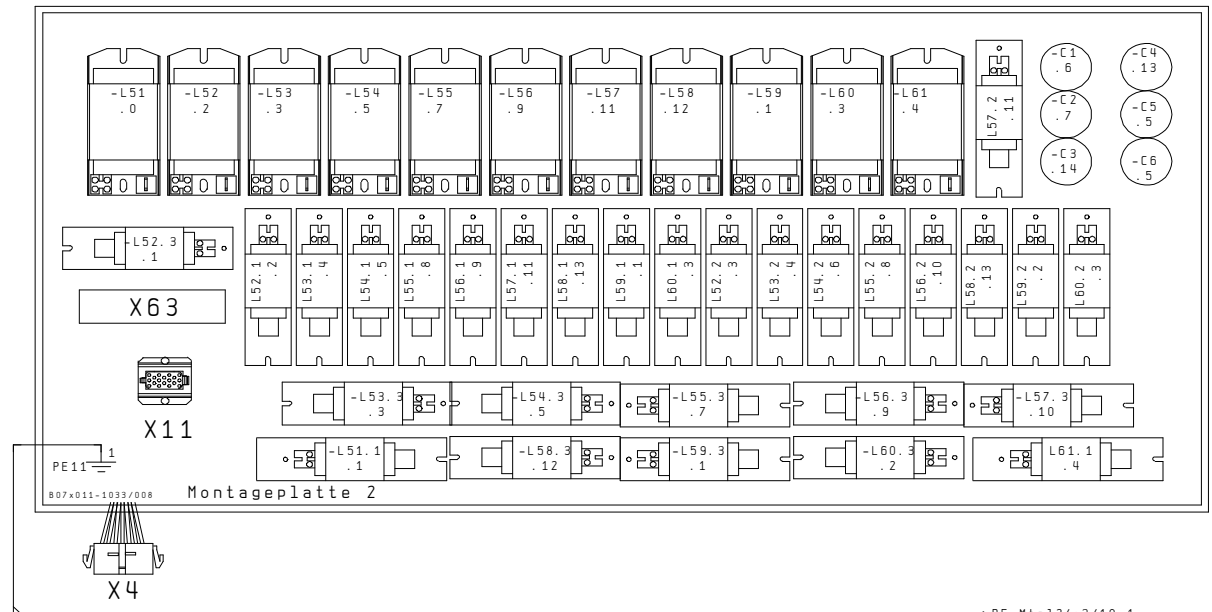 -L51 .0
-L52 .2
-L53 .3
-L54 .5
-L55 .7
-L56 .9
-L57 .11
-L58 .12
-L59 .1
-L60 .3
-L61 .4
L57.2 .11
-C1 .6
-C4 .13
-C2 .7
-C5 .5
-C3 .14
-C6 .5
-L52.3 .1
L52.1 .2
L53.1 .4
L54.1 .5
L55.1 .8
L56.1 .9
L57.1 .11
L58.1 .13
L59.1 .1
L60.1 .3
L52.2 .3
L53.2 .4
L54.2 .6
L55.2 .8
L56.2 .10
L58.2 .13
L59.2 .2
L60.2 .3
X63
X11
-L53.3 .3
-L54.3 .5
-L55.3 .7
-L56.3 .9
-L57.3 .10
-L51.1 .1
-L58.3 .12
-L59.3 .1
-L60.3 .2
L61.1 .4
1
PE11
B07x011-1033/008
Montageplatte 2
X4